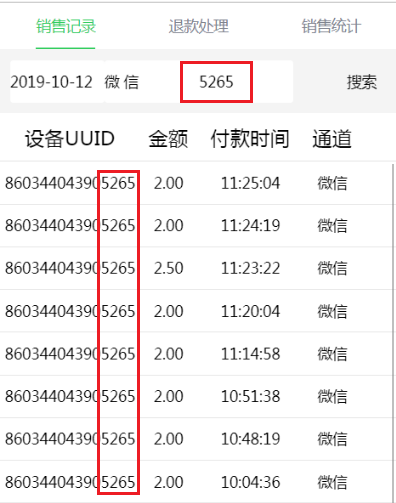 销售记录 退款处理 销售统计
2019-10-12 微 信 5265 搜索
设备UUID 金额 付款时间 通道
860344043905265 2.00 11:25:04 微信
860344043905265 2.00 11:24:19 微信
860344043905265 2.50 11:23:22 微信
860344043905265 2.00 11:20:04 微信
860344043905265 2.00 11:14:58 微信
860344043905265 2.00 10:51:38 微信
860344043905265 2.00 10:48:19 微信
860344043905265 2.00 10:04:36 微信